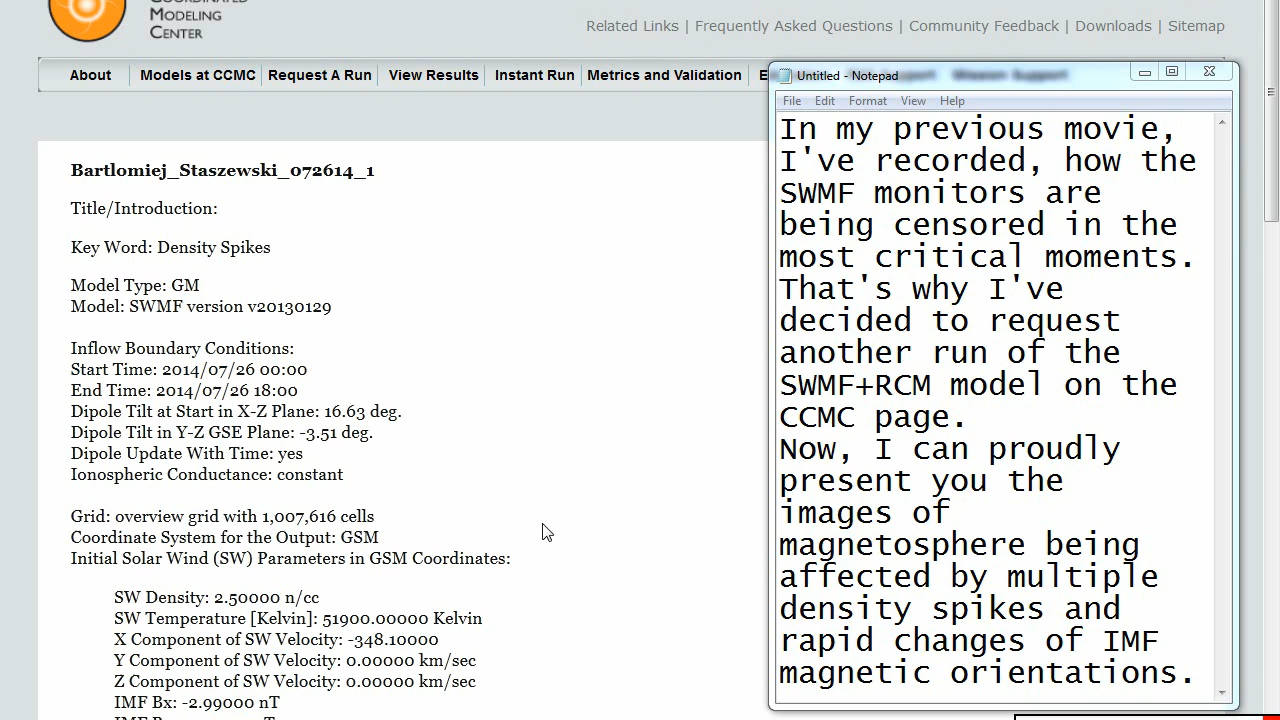 COORDINATED
MODELING
CENTER
Related Links | Frequently Asked Questions | Community Feedback | Downloads | Sitemap
About Models at CCMC Request A Run View Results Instant Run Metrics and Validation
Untitled - Notepad
File Edit Format View Help
In my previous movie,
I've recorded, how the
SWMF monitors are
being censored in the
most critical moments.
That's why I've
decided to request
another run of the
SWMF+RCM model on the
CCMC page.
Now, I can proudly
present you the
images of
magnetosphere being
affected by multiple
density spikes and
rapid changes of IMF
magnetic orientations.
Bartlomiej_Staszewski_072614_1
Title/Introduction:
Key Word: Density Spikes
Model Type: GM
Model: SWMF version v20130129
Inflow Boundary Conditions:
Start Time: 2014/07/26 00:00
End Time: 2014/07/26 18:00
Dipole Tilt at Start in X-Z Plane: 16.63 deg.
Dipole Tilt in Y-Z GSE Plane: -3.51 deg.
Dipole Update With Time: yes
Ionospheric Conductance: constant
Grid: overview grid with 1,007,616 cells
Coordinate System for the Output: GSM
Initial Solar Wind (SW) Parameters in GSM Coordinates:
SW Density: 2.50000 n/cc
SW Temperature [Kelvin]: 51900.00000 Kelvin
X Component of SW Velocity: -348.10000
Y Component of SW Velocity: 0.00000 km/sec
Z Component of SW Velocity: 0.00000 km/sec
IMF Bx: -2.99000 nT